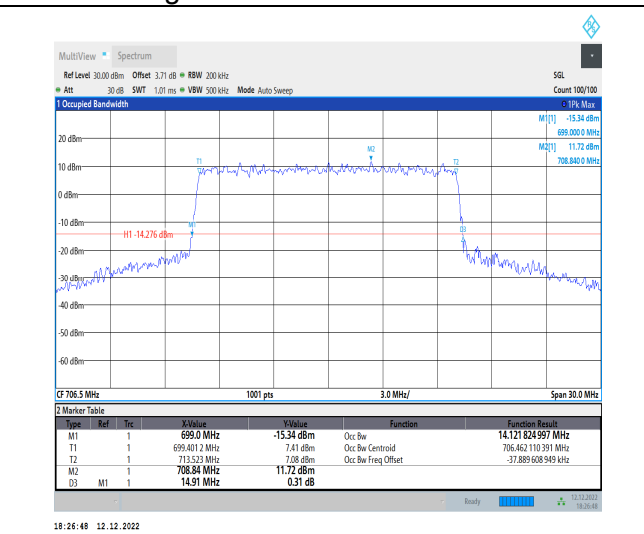 MultiView Spectrum
Ref Level 30.00 dBm Offset 3.71 dB RBW 200 kHz SGL
Att 30 dB SWT 1.01 ms VBW 500 kHz Mode Auto Sweep Count 100/100
1 Occupied Bandwidth 1Pk Max
M1[1] -15.34 dBm
699.000 0 MHz
M2[1] 11.72 dBm
708.840 0 MHz
20 dBm
M2
T1 T2
10 dBm
0 dBm
-10 dBm
M1
D3
H1 -14.276 dBm
-20 dBm
-30 dBm
-40 dBm
-50 dBm
-60 dBm
CF 706.5 MHz 1001 pts 3.0 MHz/ Span 30.0 MHz
2 Marker Table
Type Ref Trc X-Value Y-Value Function Function Result
M1 1 699.0 MHz -15.34 dBm Occ Bw 14.121 824 997 MHz
T1 1 699.401 2 MHz 7.41 dBm Occ Bw Centroid 706.462 110 391 MHz
T2 1 713.523 MHz 7.08 dBm Occ Bw Freq Offset -37.889 608 949 kHz
M2 1 708.84 MHz 11.72 dBm
D3 M1 1 14.91 MHz 0.31 dB
Ready 12.12.2022
18:26:48
18:26:48 12.12.2022